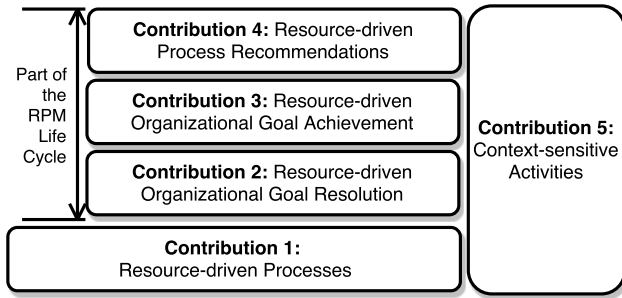 Part of
the
RPM
Life
Cycle
Contribution 4: Resource-driven
Process Recommendations
Contribution 3: Resource-driven
Organizational Goal Achievement
Contribution 2: Resource-driven
Organizational Goal Resolution
Contribution 1:
Resource-driven Processes
Contribution 5:
Context-sensitive
Activities